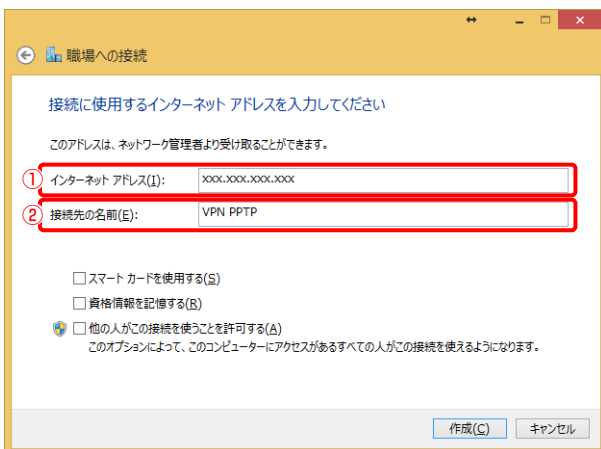 職場への接続
接続に使用するインターネット アドレスを入力してください
このアドレスは、ネットワーク管理者より受け取ることができます。
① インターネット アドレス(I): xxx.xxx.xxx.xxx
② 接続先の名前(E): VPN PPTP
スマート カードを使用する(S)
資格情報を記憶する(R)
他の人がこの接続を使うことを許可する(A)
このオプションによって、このコンピューターにアクセスがあるすべての人がこの接続を使えるようになります。
作成(C) キャンセル